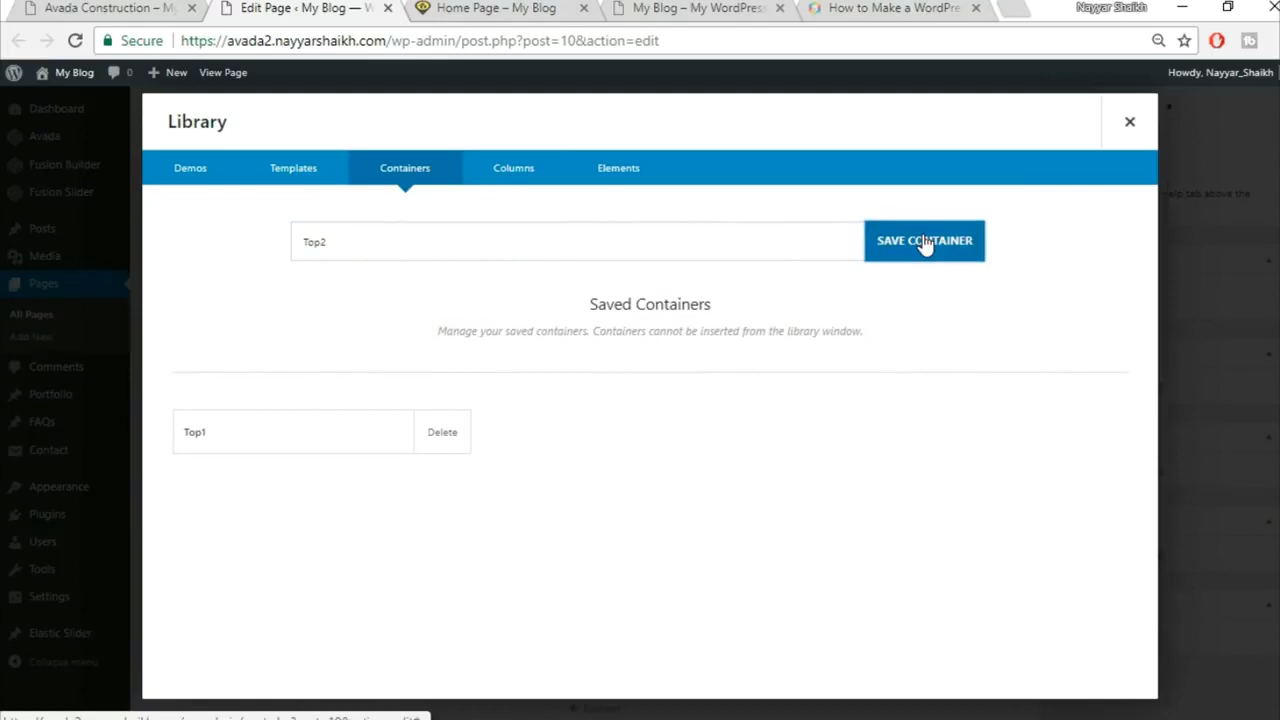 Avada Construction – My
Edit Page ‹ My Blog — W
Home Page – My Blog
My Blog – My WordPress
How to Make a WordPre
Nayyar Shaikh
Secure
https://avada2.nayyarshaikh.com/wp-admin/post.php?post=10&action=edit
My Blog
0
New
View Page
Howdy, Nayyar_Shaikh
Dashboard
Avada
Fusion Builder
Fusion Slider
Posts
Media
Pages
All Pages
Add New
Comments
Portfolio
FAQs
Contact
Appearance
Plugins
Users
Tools
Settings
Elastic Slider
Collapse menu
Library
Demos
Templates
Containers
Columns
Elements
Top2
SAVE CONTAINER
Saved Containers
Manage your saved containers. Containers cannot be inserted from the library window.
Top1
Delete
Help tab above the